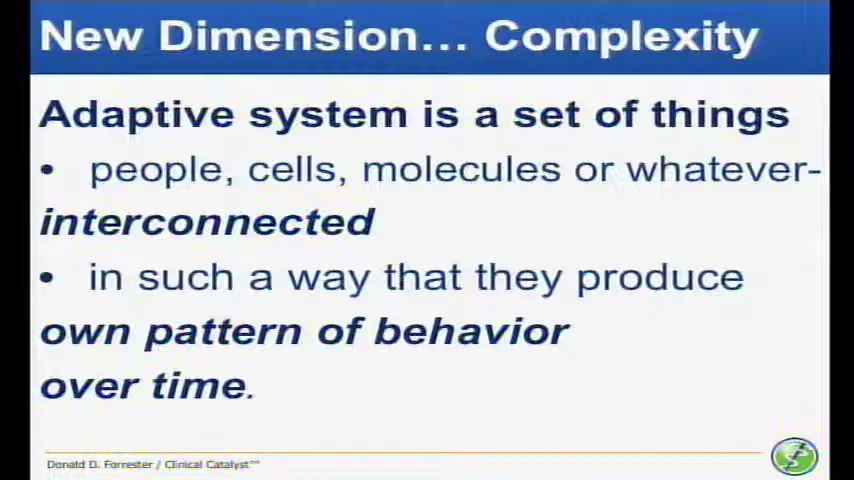 New Dimension... Complexity
Adaptive system is a set of things
• people, cells, molecules or whatever-
interconnected
• in such a way that they produce
own pattern of behavior
over time.
Donald D. Forrester / Clinical Catalyst™